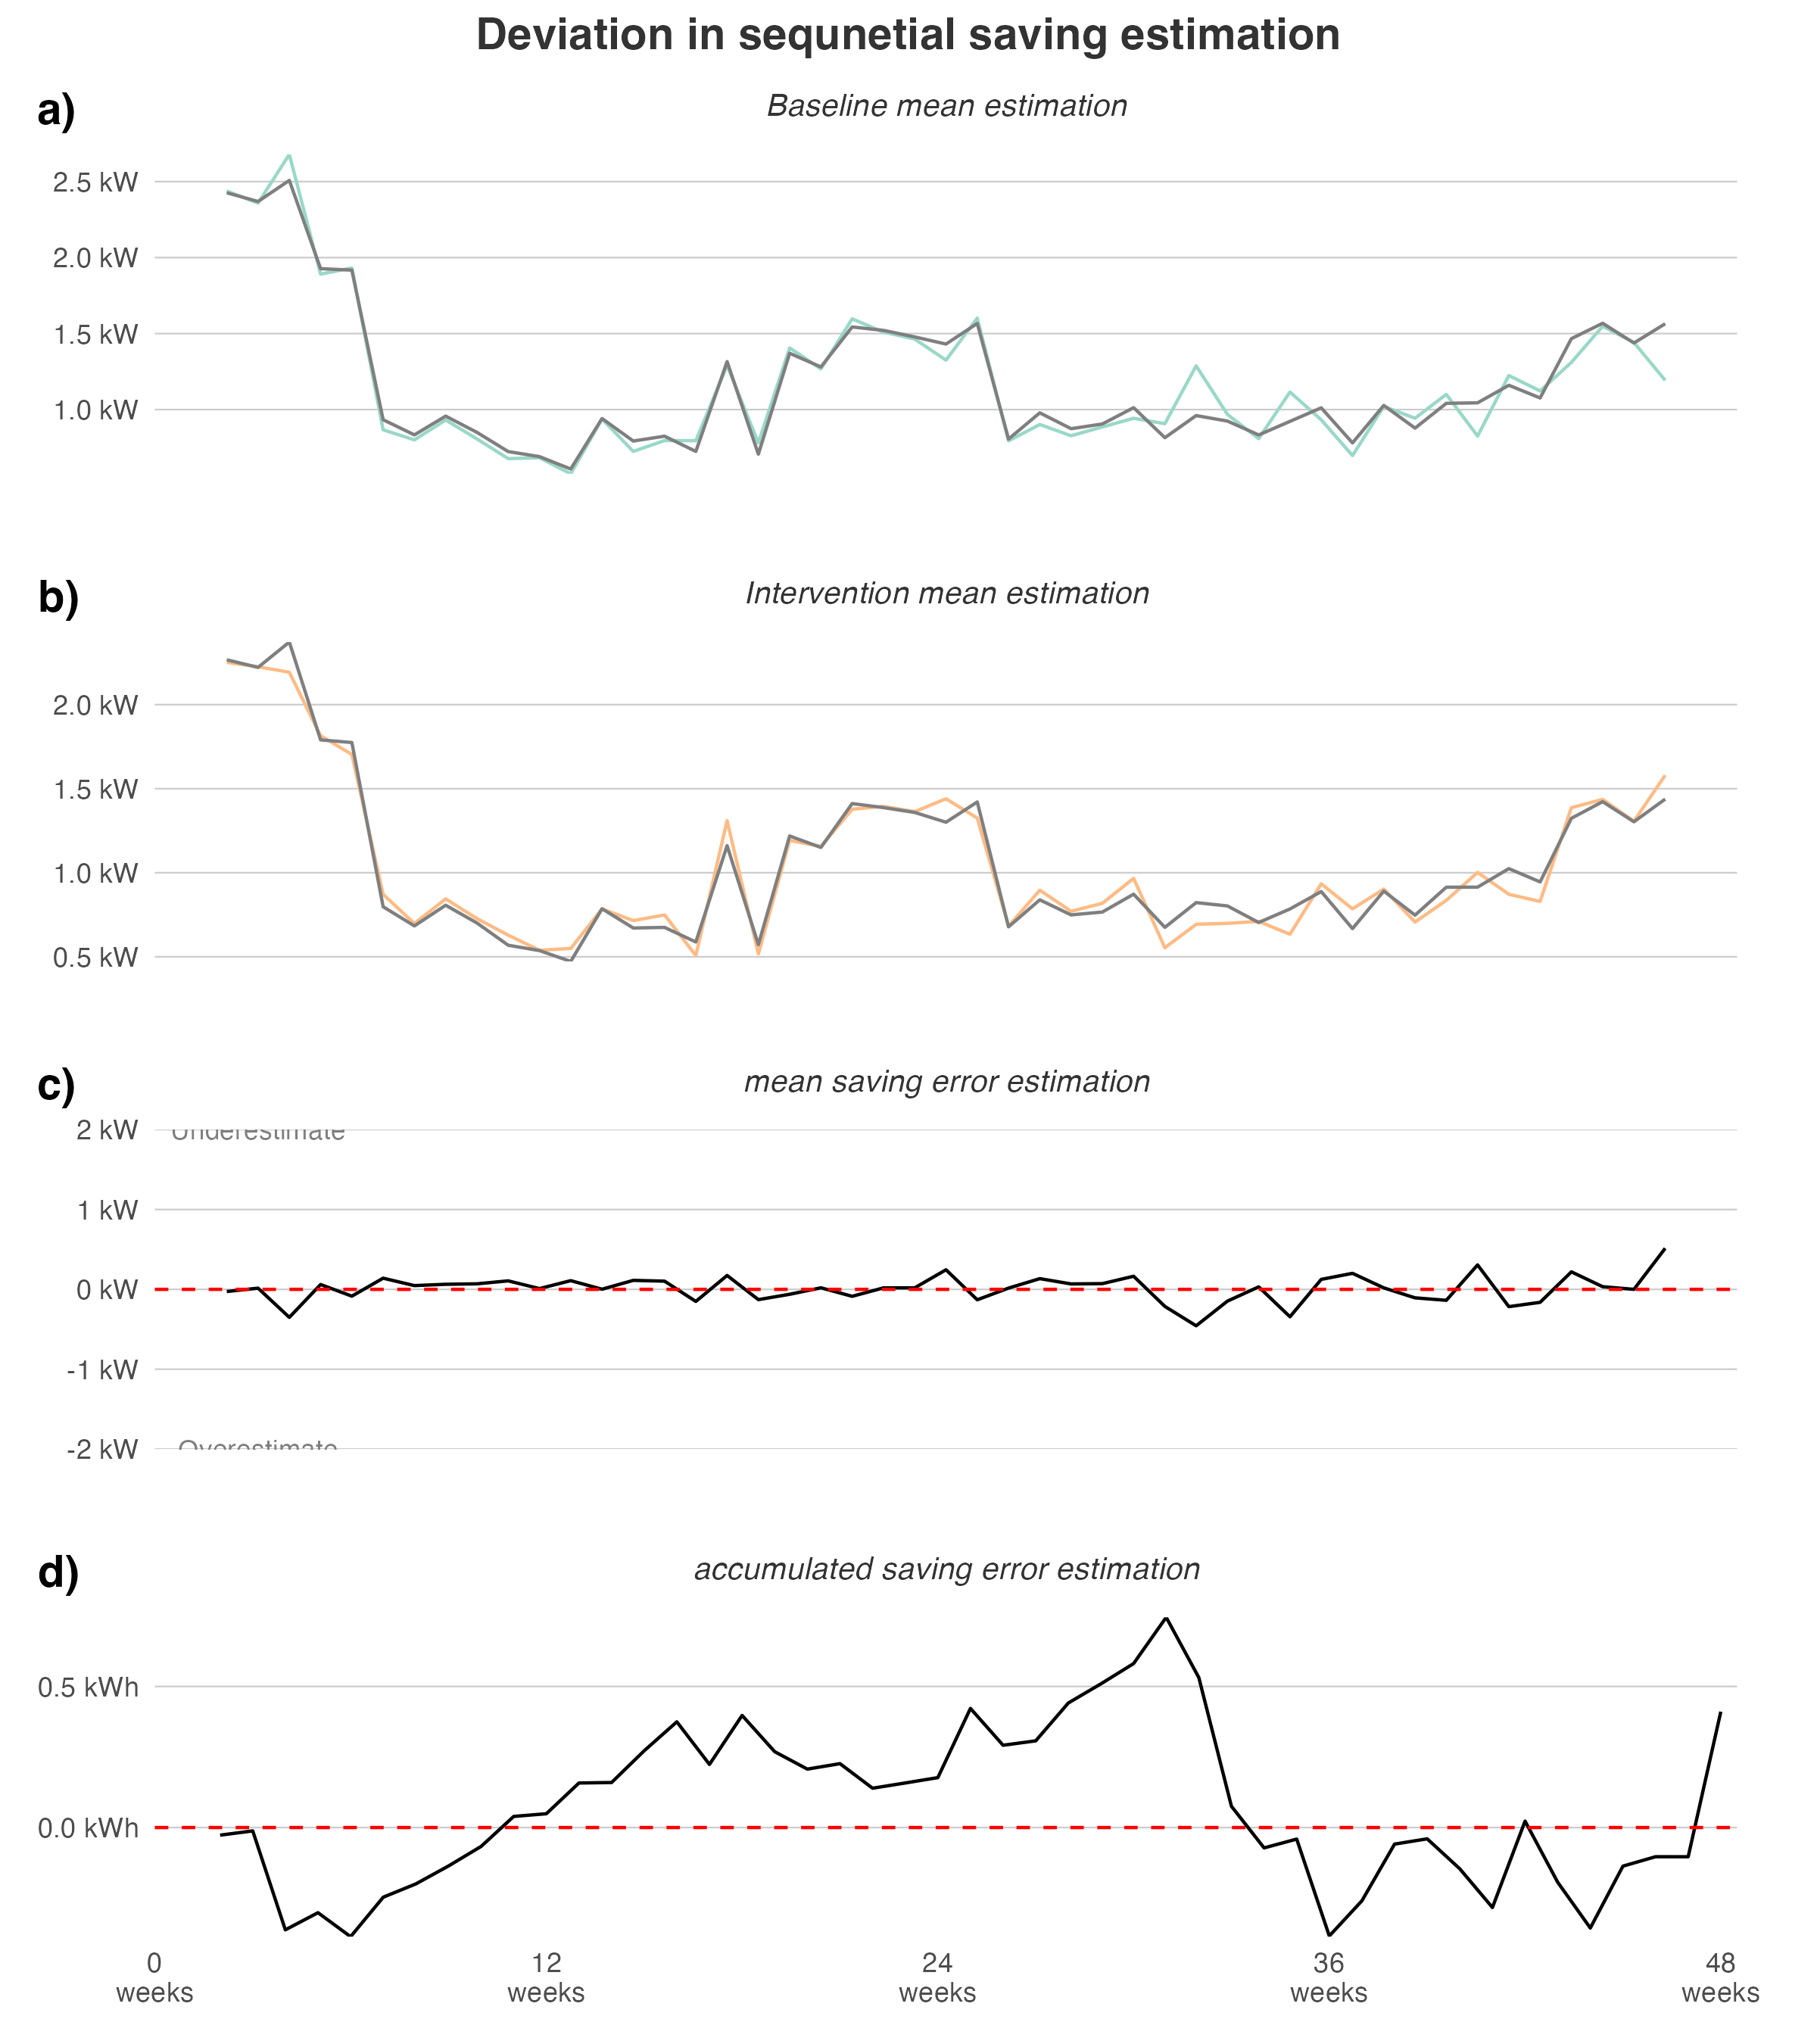 Deviation in sequnetial saving estimation
a)
Baseline mean estimation
2.5 kW
2.0 kW
1.5 kW
1.0 kW
b)
Intervention mean estimation
2.0 kW
1.5 kW
1.0 kW
0.5 kW
c)
mean saving error estimation
2 kW
Underestimate
1 kW
0 kW
-1 kW
-2 kW
Overestimate
d)
accumulated saving error estimation
0.5 kWh
0.0 kWh
0 12 24 36 48
weeks weeks weeks weeks weeks